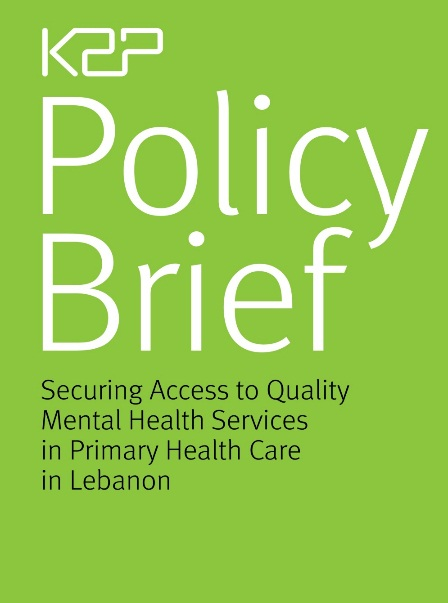 K2P
Policy
Brief
Securing Access to Quality
Mental Health Services
in Primary Health Care
in Lebanon